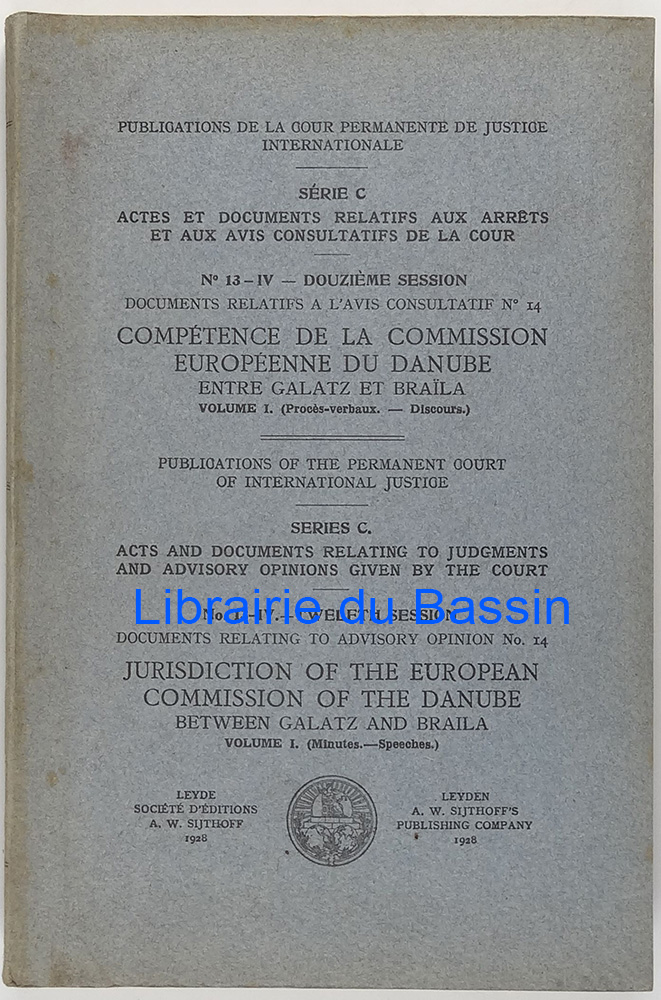 PUBLICATIONS DE LA COUR PERMANENTE DE JUSTICE
INTERNATIONALE
SÉRIE C
ACTES ET DOCUMENTS RELATIFS AUX ARRÊTS
ET AUX AVIS CONSULTATIFS DE LA COUR
Nº 13-IV — DOUZIÈME SESSION
DOCUMENTS RELATIFS A L'AVIS CONSULTATIF Nº 14
COMPÉTENCE DE LA COMMISSION
EUROPÉENNE DU DANUBE
ENTRE GALATZ ET BRAÏLA
VOLUME I. (Procès-verbaux. — Discours.)
PUBLICATIONS OF THE PERMANENT COURT
OF INTERNATIONAL JUSTICE
SERIES C.
ACTS AND DOCUMENTS RELATING TO JUDGMENTS
AND ADVISORY OPINIONS GIVEN BY THE COURT
Librairie du Bassin
No. SESSION
DOCUMENTS RELATING TO ADVISORY OPINION No. 14
JURISDICTION OF THE EUROPEAN
COMMISSION OF THE DANUBE
BETWEEN GALATZ AND BRAILA
VOLUME I. (Minutes.—Speeches.)
LEYDE
SOCIÉTÉ D'ÉDITIONS
A. W. SIJTHOFF
1928
LEYDEN
A. W. SIJTHOFF'S
PUBLISHING COMPANY
1928